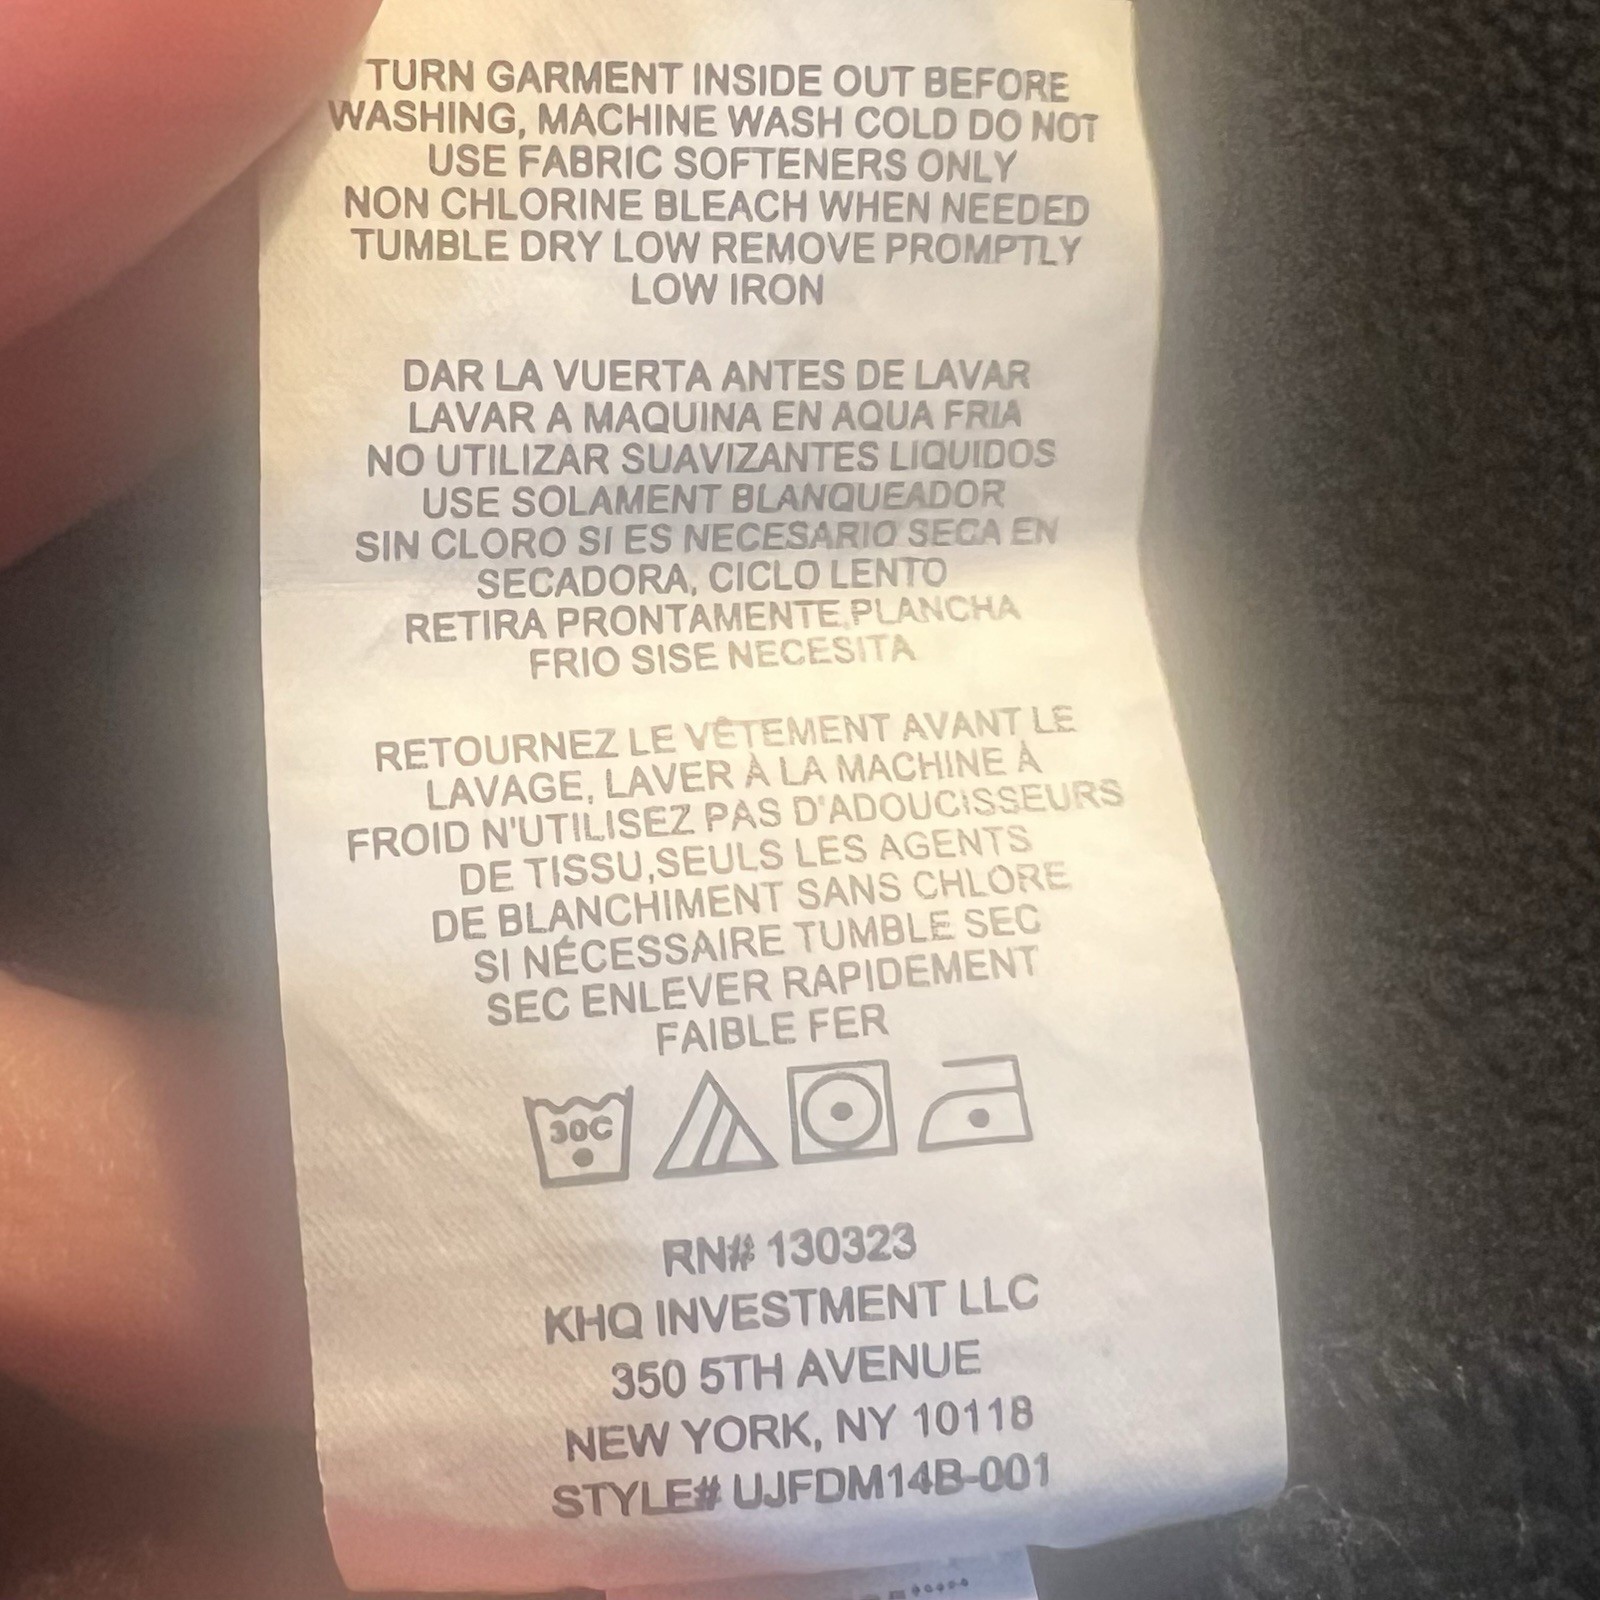 TURN GARMENT INSIDE OUT BEFORE
WASHING, MACHINE WASH COLD DO NOT
USE FABRIC SOFTENERS ONLY
NON CHLORINE BLEACH WHEN NEEDED
TUMBLE DRY LOW REMOVE PROMPTLY
LOW IRON
DAR LA VUERTA ANTES DE LAVAR
LAVAR A MAQUINA EN AQUA FRIA
NO UTILIZAR SUAVIZANTES LIQUIDOS
USE SOLAMENT BLANQUEADOR
SIN CLORO SI ES NECESARIO SECA EN
SECADORA, CICLO LENTO
RETIRA PRONTAMENTE,PLANCHA
FRIO SISE NECESITA
RETOURNEZ LE VÊTEMENT AVANT LE
LAVAGE, LAVER À LA MACHINE À
FROID N'UTILISEZ PAS D'ADOUCISSEURS
DE TISSU,SEULS LES AGENTS
DE BLANCHIMENT SANS CHLORE
SI NÉCESSAIRE TUMBLE SEC
SEC ENLEVER RAPIDEMENT
FAIBLE FER
30C
RN# 130323
KHQ INVESTMENT LLC
350 5TH AVENUE
NEW YORK, NY 10118
STYLE# UJFDM14B-001